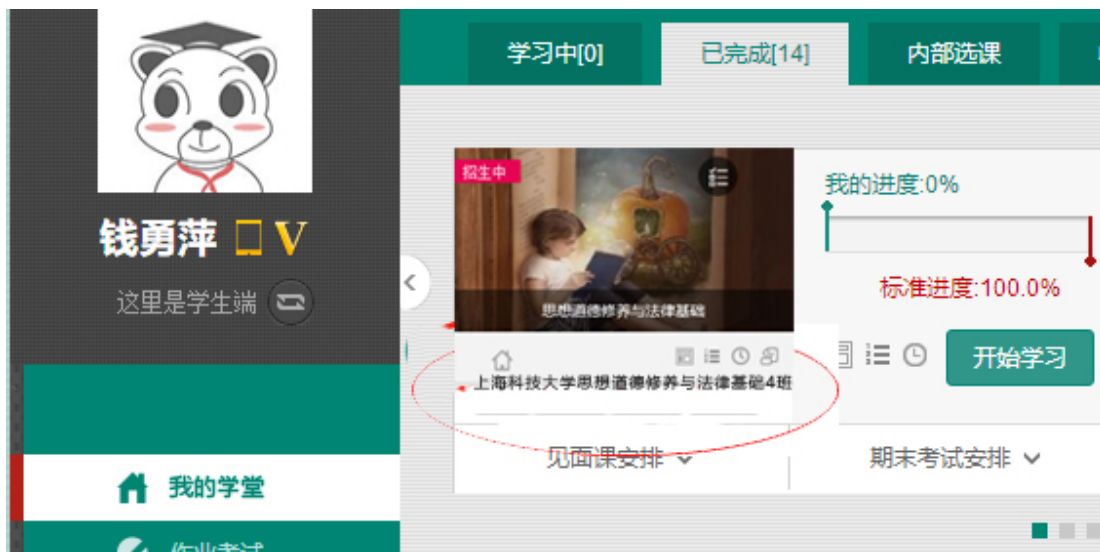 学习中[0]
已完成[14]
内部选课
钱勇萍
V
这里是学生端
我的学堂
作业考试
招生中
思想道德修养与法律基础
上海科技大学思想道德修养与法律基础4班
我的进度:0%
标准进度:100.0%
开始学习
见面课安排
期末考试安排